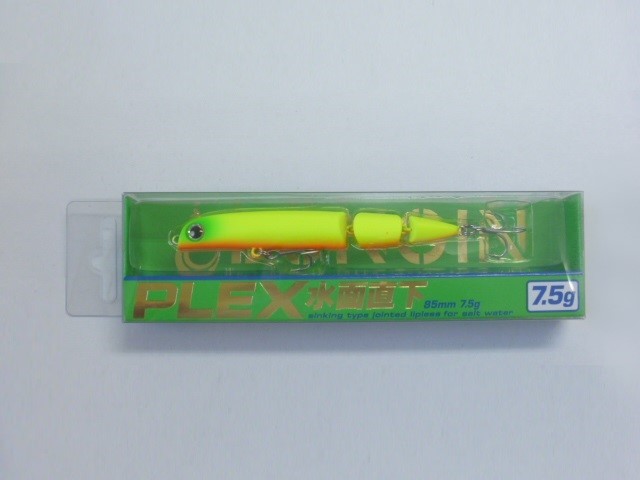 PLEX水面直下
85mm 7.5g
7.5g
sinking type jointed lipless for salt water